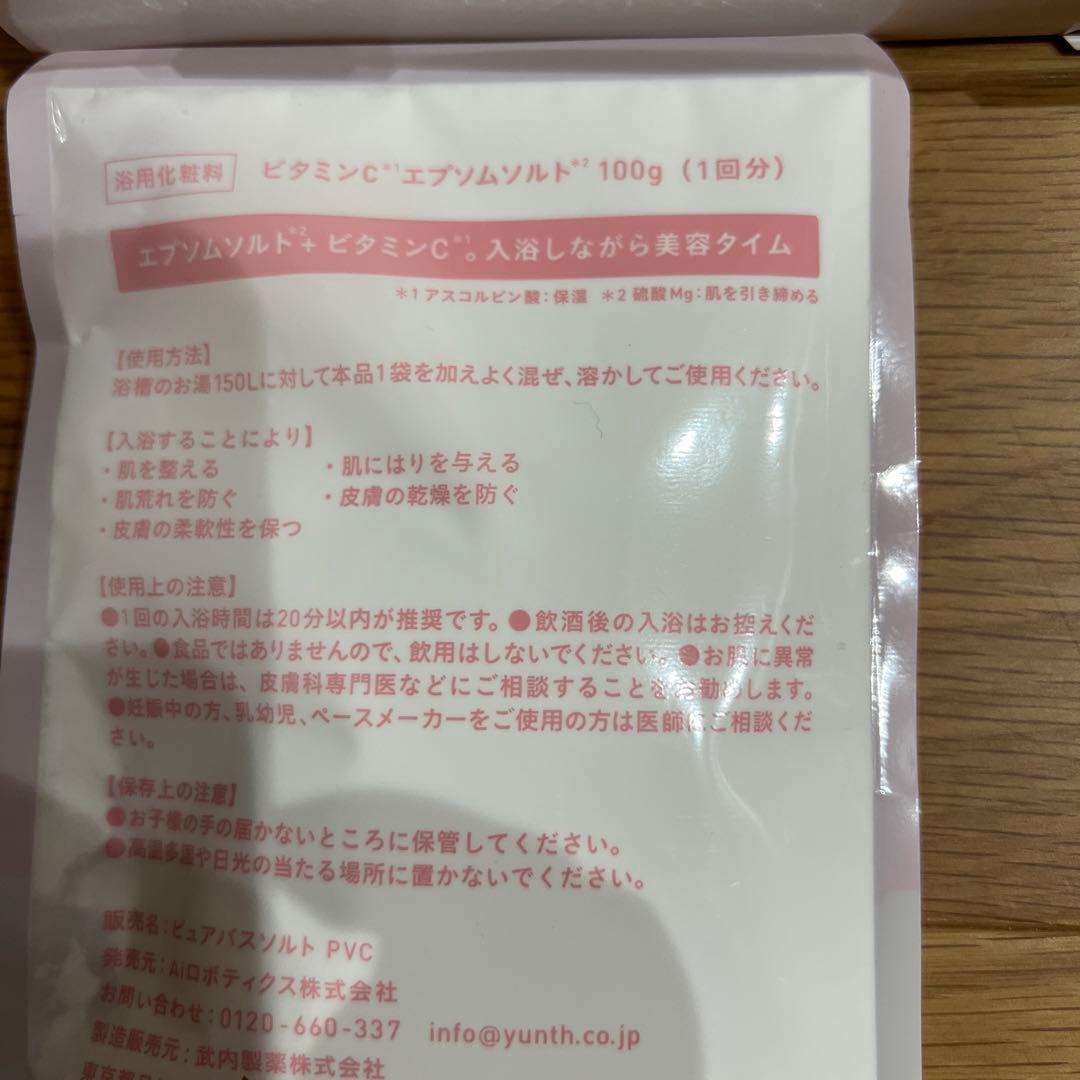 浴用化粧料 ビタミンC*1エプソムソルト*2 100g（1回分）
エプソムソルト*2+ ビタミンC*1。入浴しながら美容タイム
*1 アスコルビン酸：保湿 *2 硫酸Mg：肌を引き締める
【使用方法】
浴槽のお湯150Lに対して本品1袋を加えよく混ぜ、溶かしてご使用ください。
【入浴することにより】
・肌を整える ・肌にはりを与える
・肌荒れを防ぐ ・皮膚の乾燥を防ぐ
・皮膚の柔軟性を保つ
【使用上の注意】
●1回の入浴時間は20分以内が推奨です。●飲酒後の入浴はお控えくだ
さい。●食品ではありませんので、飲用はしないでください。●お肌に異常
が生じた場合は、皮膚科専門医などにご相談することをお勧めします。
●妊娠中の方、乳幼児、ペースメーカーをご使用の方は医師にご相談くだ
さい。
【保存上の注意】
●お子様の手の届かないところに保管してください。
●高温多湿や日光の当たる場所に置かないでください。
販売名：ピュアバスソルト PVC
発売元：Aiロボティクス株式会社
お問い合わせ：0120-660-337 info@yunth.co.jp
製造販売元：武内製薬株式会社
東京都